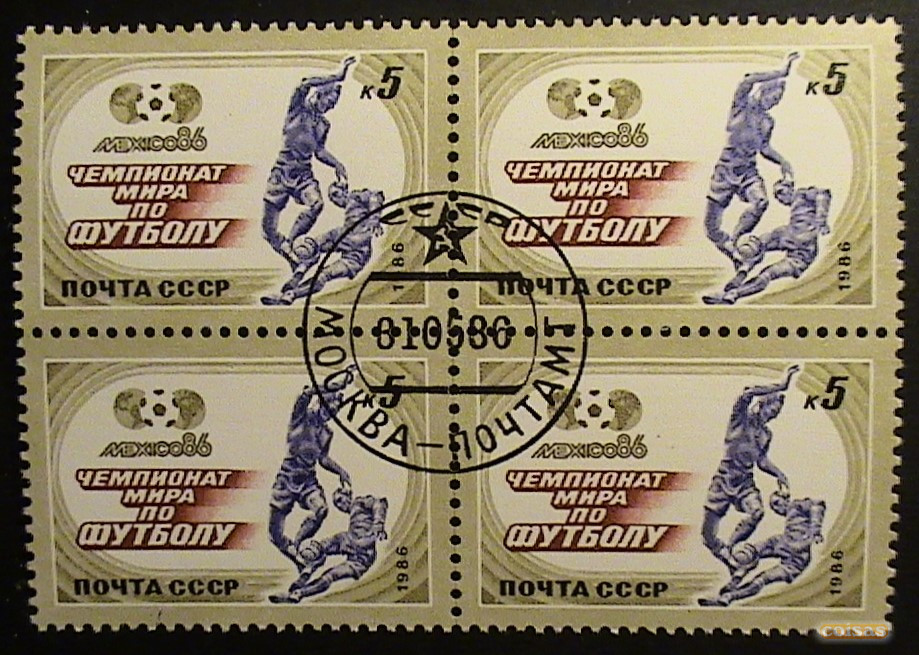 к5
MEXICO86
ЧЕМПИОНАТ
МИРА
ПО
ФУТБОЛУ
ПОЧТА СССР
1986
к5
MEXICO86
ЧЕМПИОНАТ
МИРА
ПО
ФУТБОЛУ
ПОЧТА СССР
1986
СССР
МОСКВА – ПОЧТАМТ
к5
MEXICO86
ЧЕМПИОНАТ
МИРА
ПО
ФУТБОЛУ
ПОЧТА СССР
1986
к5
MEXICO86
ЧЕМПИОНАТ
МИРА
ПО
ФУТБОЛУ
ПОЧТА СССР
1986
coisas